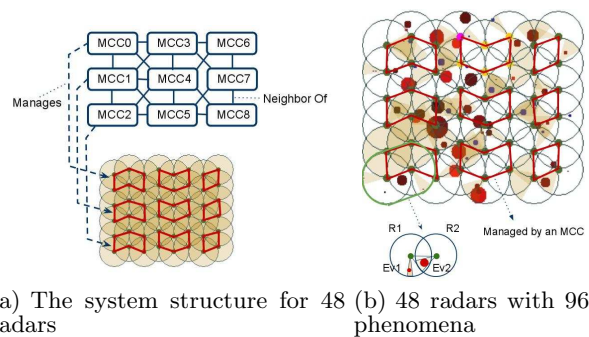 MCC0 MCC3 MCC6
MCC1 MCC4 MCC7
Manages
Neighbor Of
MCC2 MCC5 MCC8
R1 R2
Managed by an MCC
Ev1 Ev2
a) The system structure for 48
adars
(b) 48 radars with 96
phenomena